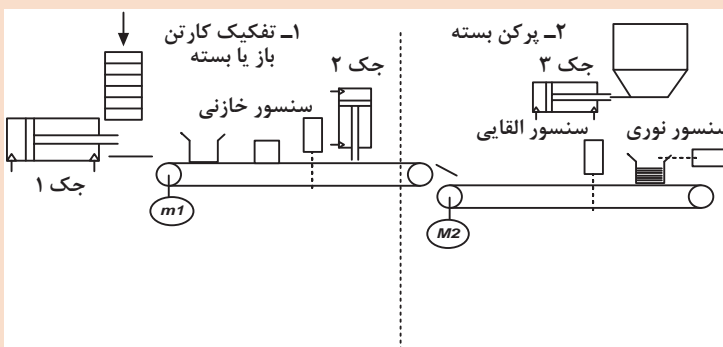 ۱ـ تفکیک کارتن
باز یا بسته
۲ـ پرکن بسته
جک ۲
جک ۳
سنسور خازنی
سنسور القایی
سنسور نوری
جک ۱
m1
M2